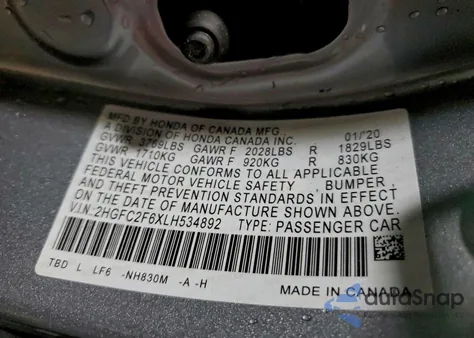 MFD BY HONDA OF CANADA MFG.,
A DIVISION OF HONDA CANADA INC. 01/'20
GVWR 3769LBS GAWR F 2028LBS R 1829LBS
GVWR 1710KG GAWR F 920KG R 830KG
THIS VEHICLE CONFORMS TO ALL APPLICABLE
FEDERAL MOTOR VEHICLE SAFETY, BUMPER,
AND THEFT PREVENTION STANDARDS IN EFFECT
ON THE DATE OF MANUFACTURE SHOWN ABOVE.
V.I.N: 2HGFC2F6XLH534892 TYPE: PASSENGER CAR
TBD L LF6 -NH830M -A -H MADE IN CANADA
autoSnap